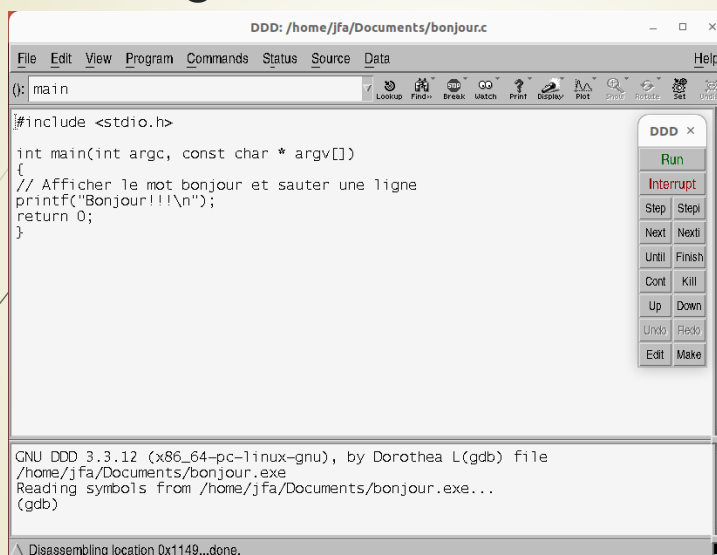 DDD: /home/jfa/Documents/bonjour.c
File Edit View Program Commands Status Source Data Help
(): main
Lookup Find» Break Watch Print Display Plot Show Rotate Set Undisp
#include <stdio.h>
int main(int argc, const char * argv[])
{
// Afficher le mot bonjour et sauter une ligne
printf("Bonjour!!!\n");
return 0;
}
DDD ×
Run
Interrupt
Step Stepi
Next Nexti
Until Finish
Cont Kill
Up Down
Undo Redo
Edit Make
GNU DDD 3.3.12 (x86_64-pc-linux-gnu), by Dorothea L(gdb) file
/home/jfa/Documents/bonjour.exe
Reading symbols from /home/jfa/Documents/bonjour.exe...
(gdb)
Disassembling location 0x1149...done.